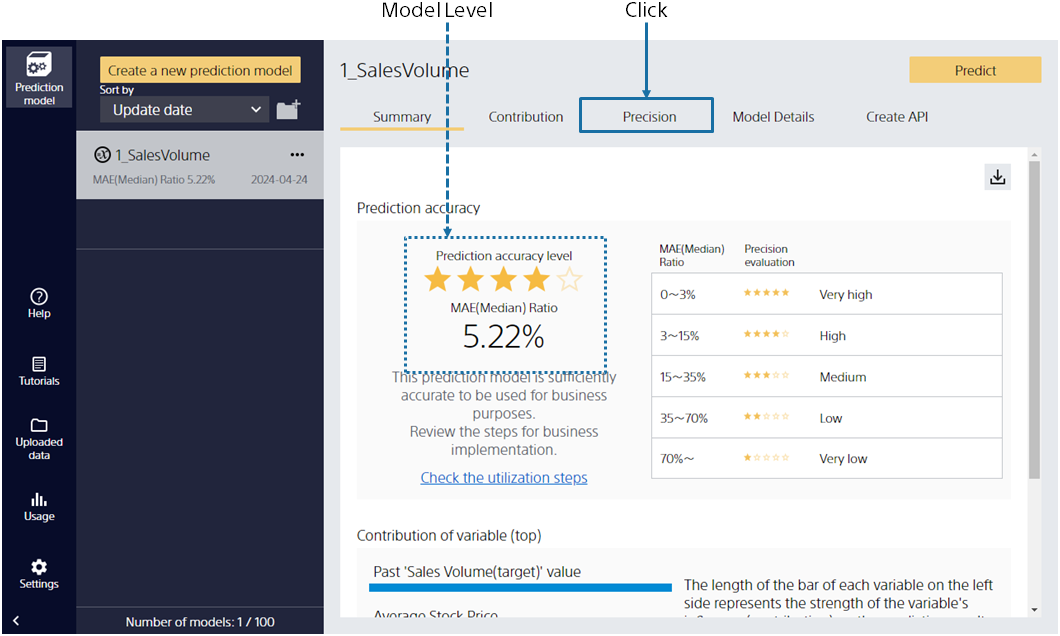 Model Level
Click
Prediction
model
Create a new prediction model
Sort by
Update date
1_SalesVolume
MAE(Median) Ratio 5.22%
2024-04-24
Help
Tutorials
Uploaded
data
Usage
Settings
Number of models: 1 / 100
1_SalesVolume
Predict
Summary
Contribution
Precision
Model Details
Create API
Prediction accuracy
Prediction accuracy level
MAE(Median) Ratio
5.22%
This prediction model is sufficiently
accurate to be used for business
purposes.
Review the steps for business
implementation.
Check the utilization steps
MAE(Median)
Ratio
Precision
evaluation
0～3%
Very high
3～15%
High
15～35%
Medium
35～70%
Low
70%～
Very low
Contribution of variable (top)
Past 'Sales Volume(target)' value
Average Stock Price
The length of the bar of each variable on the left
side represents the strength of the variable's